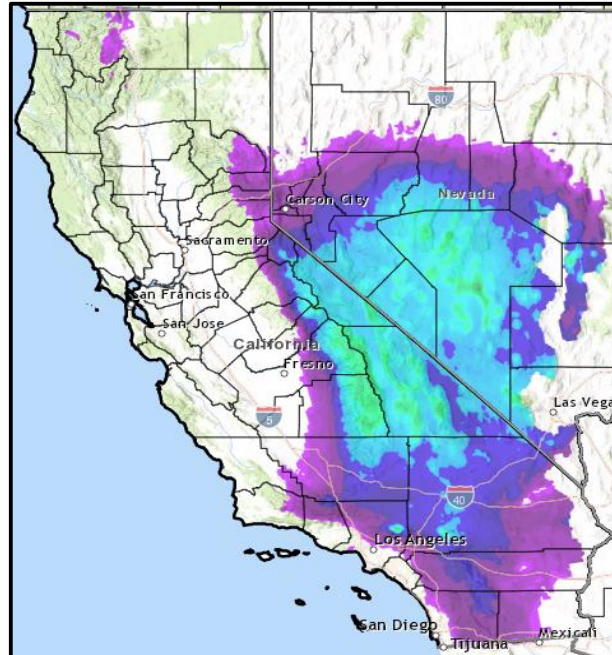 80
Carson City
Nevada
Sacramento
San Francisco
San Jose
California
Fresno
5
Las Vega
40
Los Angeles
San Diego
Tijuana
Mexicali